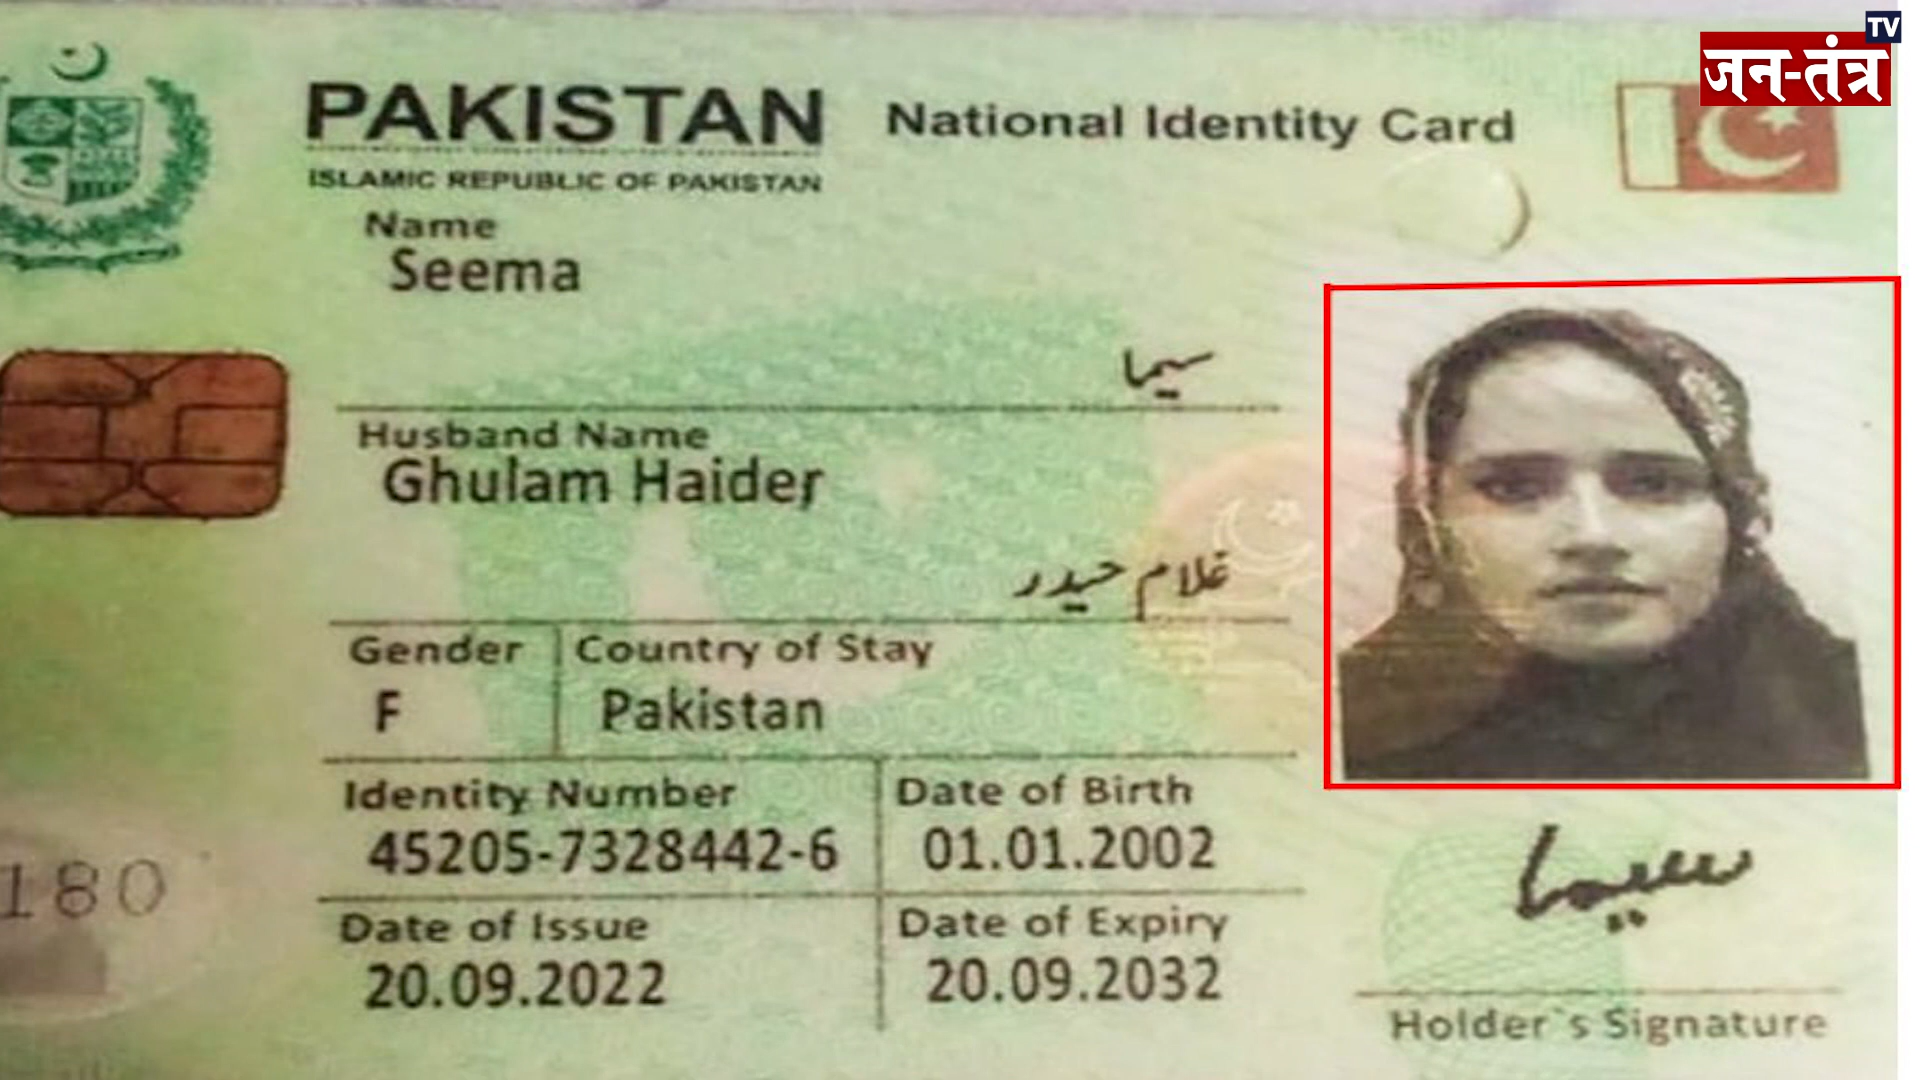 TV
जन-तंत्र
PAKISTAN National Identity Card
ISLAMIC REPUBLIC OF PAKISTAN
Name
Seema
سیما
Husband Name
Ghulam Haider
غلام حیدر
Gender Country of Stay
F Pakistan
Identity Number Date of Birth
45205-7328442-6 01.01.2002
180
Date of Issue Date of Expiry
20.09.2022 20.09.2032
سیما
Holder`s Signature